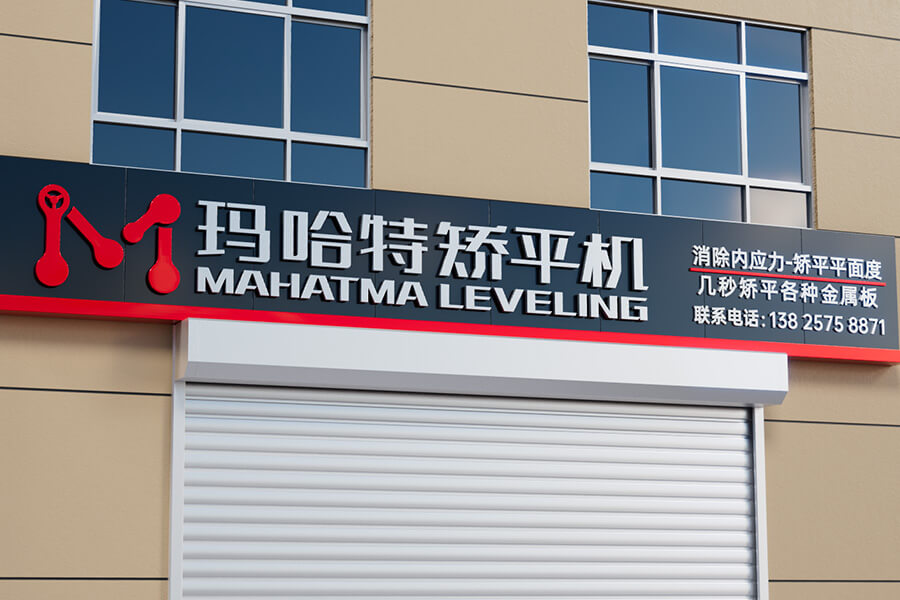 玛哈特矫平机
MAHATMA LEVELING
消除内应力-矫平平面度
几秒矫平各种金属板
联系电话:138 2575 8871